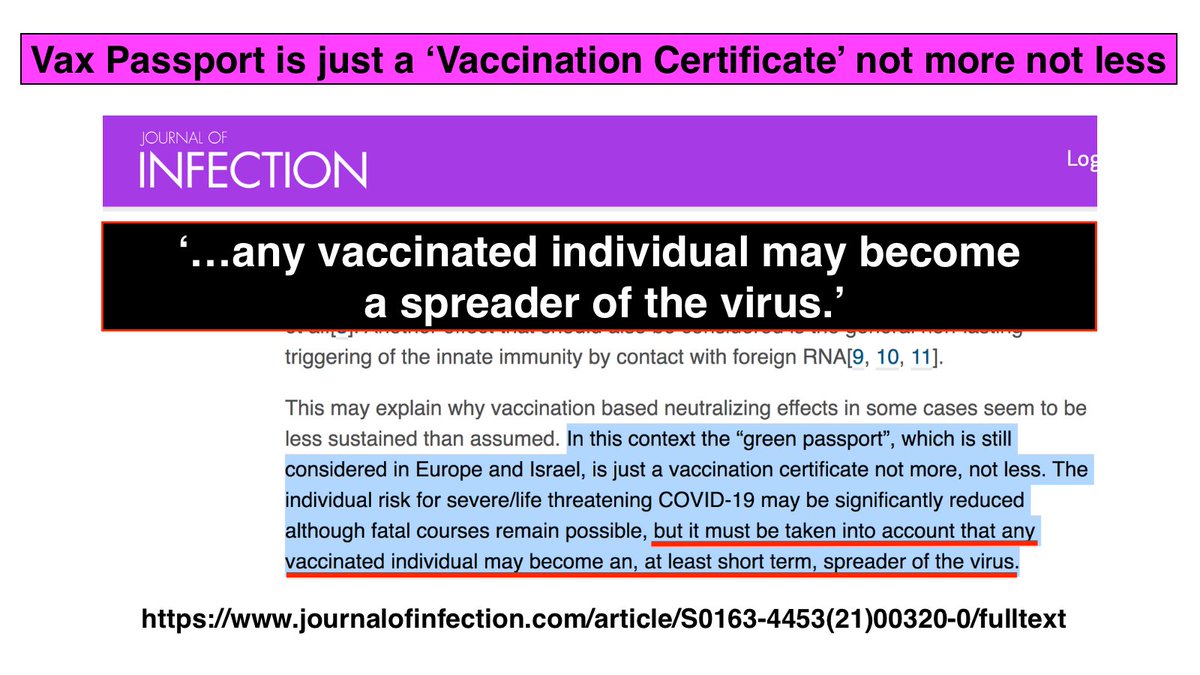 Vax Passport is just a ‘Vaccination Certificate’ not more not less
JOURNAL OF
INFECTION
Log
‘…any vaccinated individual may become
a spreader of the virus.’
triggering of the innate immunity by contact with foreign RNA[9, 10, 11].
This may explain why vaccination based neutralizing effects in some cases seem to be
less sustained than assumed. In this context the “green passport”, which is still
considered in Europe and Israel, is just a vaccination certificate not more, not less. The
individual risk for severe/life threatening COVID-19 may be significantly reduced
although fatal courses remain possible, but it must be taken into account that any
vaccinated individual may become an, at least short term, spreader of the virus.
https://www.journalofinfection.com/article/S0163-4453(21)00320-0/fulltext